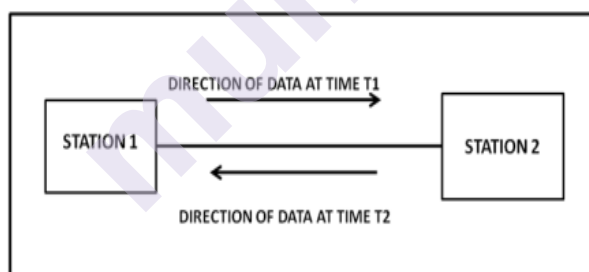 DIRECTION OF DATA AT TIME T1
STATION 1
STATION 2
DIRECTION OF DATA AT TIME T2